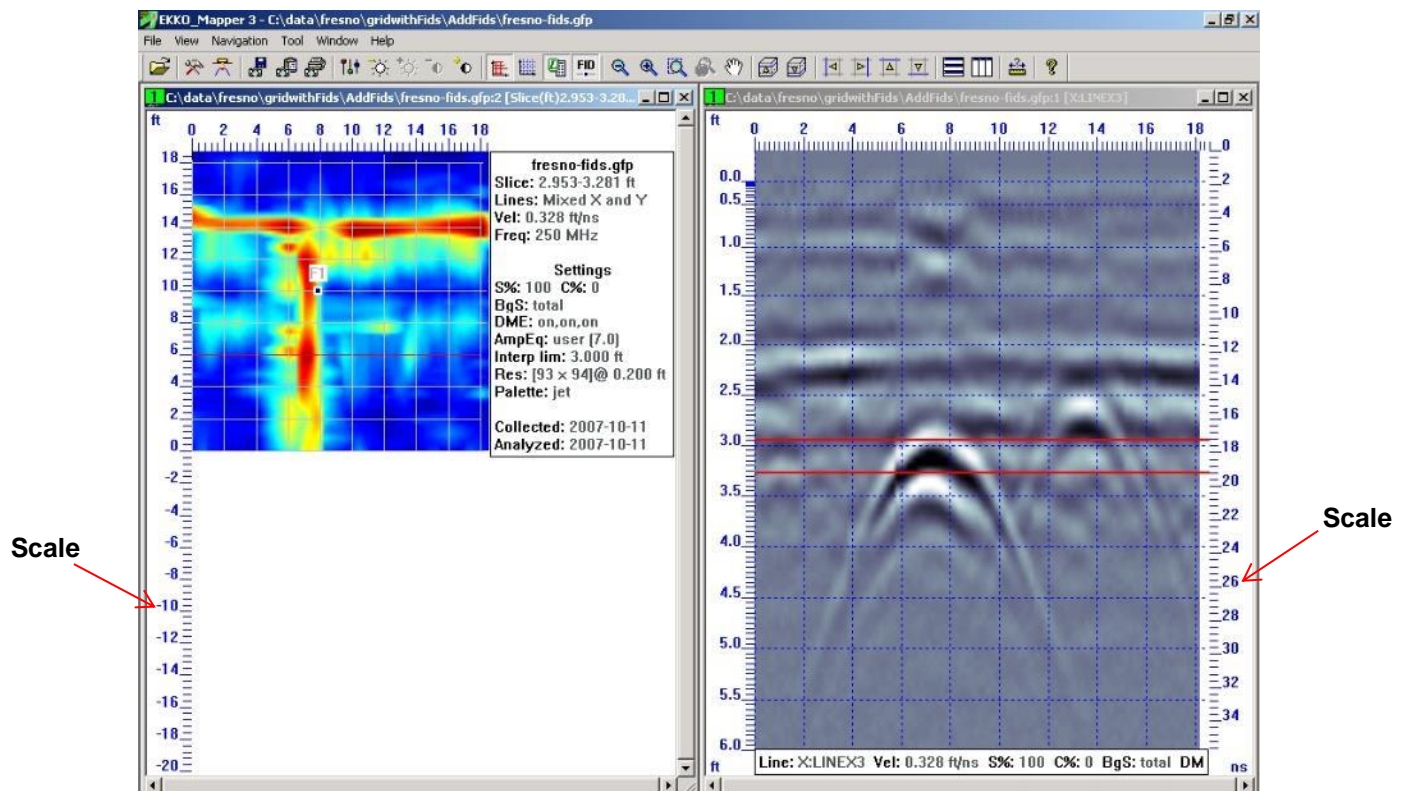 EKKO_Mapper 3 - C:\data\fresno\gridwithFids\AddFids\fresno-fids.gfp
File View Navigation Tool Window Help
FID
1 C:\data\fresno\gridwithFids\AddFids\fresno-fids.gfp:2 [Slice(ft)2.953-3.28...
ft
0 2 4 6 8 10 12 14 16 18
18
16
14
12
10
8
6
4
2
0
-2
-4
-6
-8
-10
-12
-14
-16
-18
-20
F1
fresno-fids.gfp
Slice: 2.953-3.281 ft
Lines: Mixed X and Y
Vel: 0.328 ft/ns
Freq: 250 MHz
Settings
S%: 100 C%: 0
BgS: total
DME: on,on,on
AmpEq: user (7.0)
Interp lim: 3.000 ft
Res: [93 x 94]@ 0.200 ft
Palette: jet
Collected: 2007-10-11
Analyzed: 2007-10-11
Scale
1 C:\data\fresno\gridwithFids\AddFids\fresno-fids.gfp:1 [X:LINEX3]
ft
0 2 4 6 8 10 12 14 16 18
0.0
0.5
1.0
1.5
2.0
2.5
3.0
3.5
4.0
4.5
5.0
5.5
6.0
ft
0
2
4
6
8
10
12
14
16
18
20
22
24
26
28
30
32
34
ns
Line: X:LINEX3 Vel: 0.328 ft/ns S%: 100 C%: 0 BgS: total DM
Scale